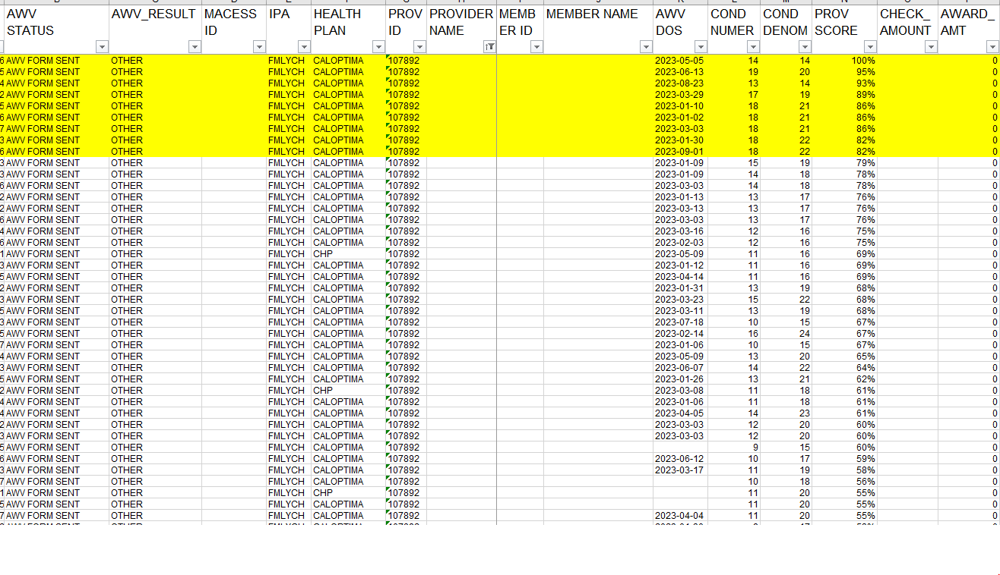 AWV STATUS AWV_RESULT MACESS ID IPA HEALTH PLAN PROV ID PROVIDER NAME MEMB ER ID MEMBER NAME AWV DOS COND NUMER COND DENOM PROV SCORE CHECK_ AMOUNT AWARD_ AMT
6 AWV FORM SENT OTHER FMLYCH CALOPTIMA 107892 2023-05-05 14 14 100% 0
5 AWV FORM SENT OTHER FMLYCH CALOPTIMA 107892 2023-06-13 19 20 95% 0
4 AWV FORM SENT OTHER FMLYCH CALOPTIMA 107892 2023-08-23 13 14 93% 0
2 AWV FORM SENT OTHER FMLYCH CALOPTIMA 107892 2023-03-29 17 19 89% 0
5 AWV FORM SENT OTHER FMLYCH CALOPTIMA 107892 2023-01-10 18 21 86% 0
6 AWV FORM SENT OTHER FMLYCH CALOPTIMA 107892 2023-01-02 18 21 86% 0
7 AWV FORM SENT OTHER FMLYCH CALOPTIMA 107892 2023-03-03 18 21 86% 0
3 AWV FORM SENT OTHER FMLYCH CALOPTIMA 107892 2023-01-30 18 22 82% 0
6 AWV FORM SENT OTHER FMLYCH CALOPTIMA 107892 2023-09-01 18 22 82% 0
3 AWV FORM SENT OTHER FMLYCH CALOPTIMA 107892 2023-01-09 15 19 79% 0
3 AWV FORM SENT OTHER FMLYCH CALOPTIMA 107892 2023-01-09 14 18 78% 0
6 AWV FORM SENT OTHER FMLYCH CALOPTIMA 107892 2023-03-03 14 18 78% 0
2 AWV FORM SENT OTHER FMLYCH CALOPTIMA 107892 2023-01-13 13 17 76% 0
2 AWV FORM SENT OTHER FMLYCH CALOPTIMA 107892 2023-03-13 13 17 76% 0
6 AWV FORM SENT OTHER FMLYCH CALOPTIMA 107892 2023-03-03 13 17 76% 0
4 AWV FORM SENT OTHER FMLYCH CALOPTIMA 107892 2023-03-16 12 16 75% 0
6 AWV FORM SENT OTHER FMLYCH CALOPTIMA 107892 2023-02-03 12 16 75% 0
1 AWV FORM SENT OTHER FMLYCH CHP 107892 2023-05-09 11 16 69% 0
3 AWV FORM SENT OTHER FMLYCH CALOPTIMA 107892 2023-01-12 11 16 69% 0
5 AWV FORM SENT OTHER FMLYCH CALOPTIMA 107892 2023-04-14 11 16 69% 0
2 AWV FORM SENT OTHER FMLYCH CALOPTIMA 107892 2023-01-31 13 19 68% 0
3 AWV FORM SENT OTHER FMLYCH CALOPTIMA 107892 2023-03-23 15 22 68% 0
5 AWV FORM SENT OTHER FMLYCH CALOPTIMA 107892 2023-03-11 13 19 68% 0
3 AWV FORM SENT OTHER FMLYCH CALOPTIMA 107892 2023-07-18 10 15 67% 0
5 AWV FORM SENT OTHER FMLYCH CALOPTIMA 107892 2023-02-14 16 24 67% 0
7 AWV FORM SENT OTHER FMLYCH CALOPTIMA 107892 2023-01-06 10 15 67% 0
4 AWV FORM SENT OTHER FMLYCH CALOPTIMA 107892 2023-05-09 13 20 65% 0
3 AWV FORM SENT OTHER FMLYCH CALOPTIMA 107892 2023-06-07 14 22 64% 0
5 AWV FORM SENT OTHER FMLYCH CALOPTIMA 107892 2023-01-26 13 21 62% 0
2 AWV FORM SENT OTHER FMLYCH CHP 107892 2023-03-08 11 18 61% 0
4 AWV FORM SENT OTHER FMLYCH CALOPTIMA 107892 2023-01-06 11 18 61% 0
4 AWV FORM SENT OTHER FMLYCH CALOPTIMA 107892 2023-04-05 14 23 61% 0
2 AWV FORM SENT OTHER FMLYCH CALOPTIMA 107892 2023-03-03 12 20 60% 0
3 AWV FORM SENT OTHER FMLYCH CALOPTIMA 107892 2023-03-03 12 20 60% 0
5 AWV FORM SENT OTHER FMLYCH CALOPTIMA 107892 9 15 60% 0
6 AWV FORM SENT OTHER FMLYCH CALOPTIMA 107892 2023-06-12 10 17 59% 0
3 AWV FORM SENT OTHER FMLYCH CALOPTIMA 107892 2023-03-17 11 19 58% 0
7 AWV FORM SENT OTHER FMLYCH CALOPTIMA 107892 10 18 56% 0
1 AWV FORM SENT OTHER FMLYCH CHP 107892 11 20 55% 0
5 AWV FORM SENT OTHER FMLYCH CALOPTIMA 107892 11 20 55% 0
7 AWV FORM SENT OTHER FMLYCH CALOPTIMA 107892 2023-04-04 11 20 55% 0